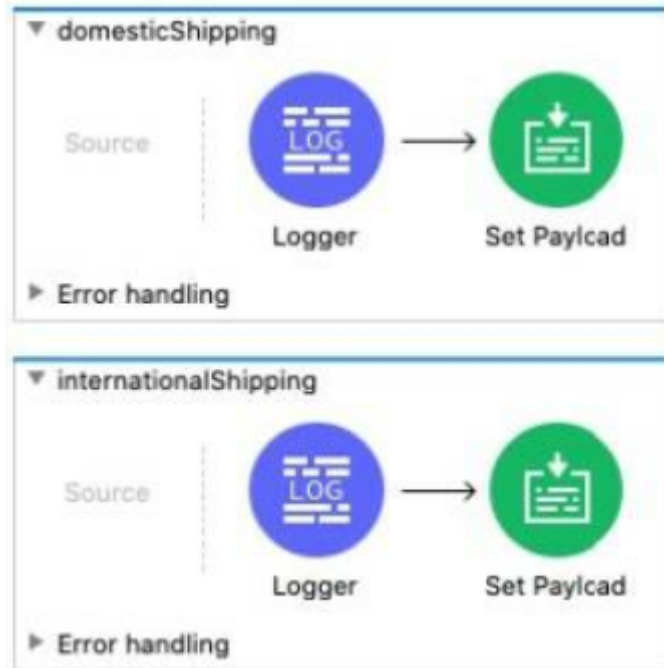 domesticShipping
Source
LOG
Logger
Set Paylcad
Error handling
internationalShipping
Source
LOG
Logger
Set Paylcad
Error handling